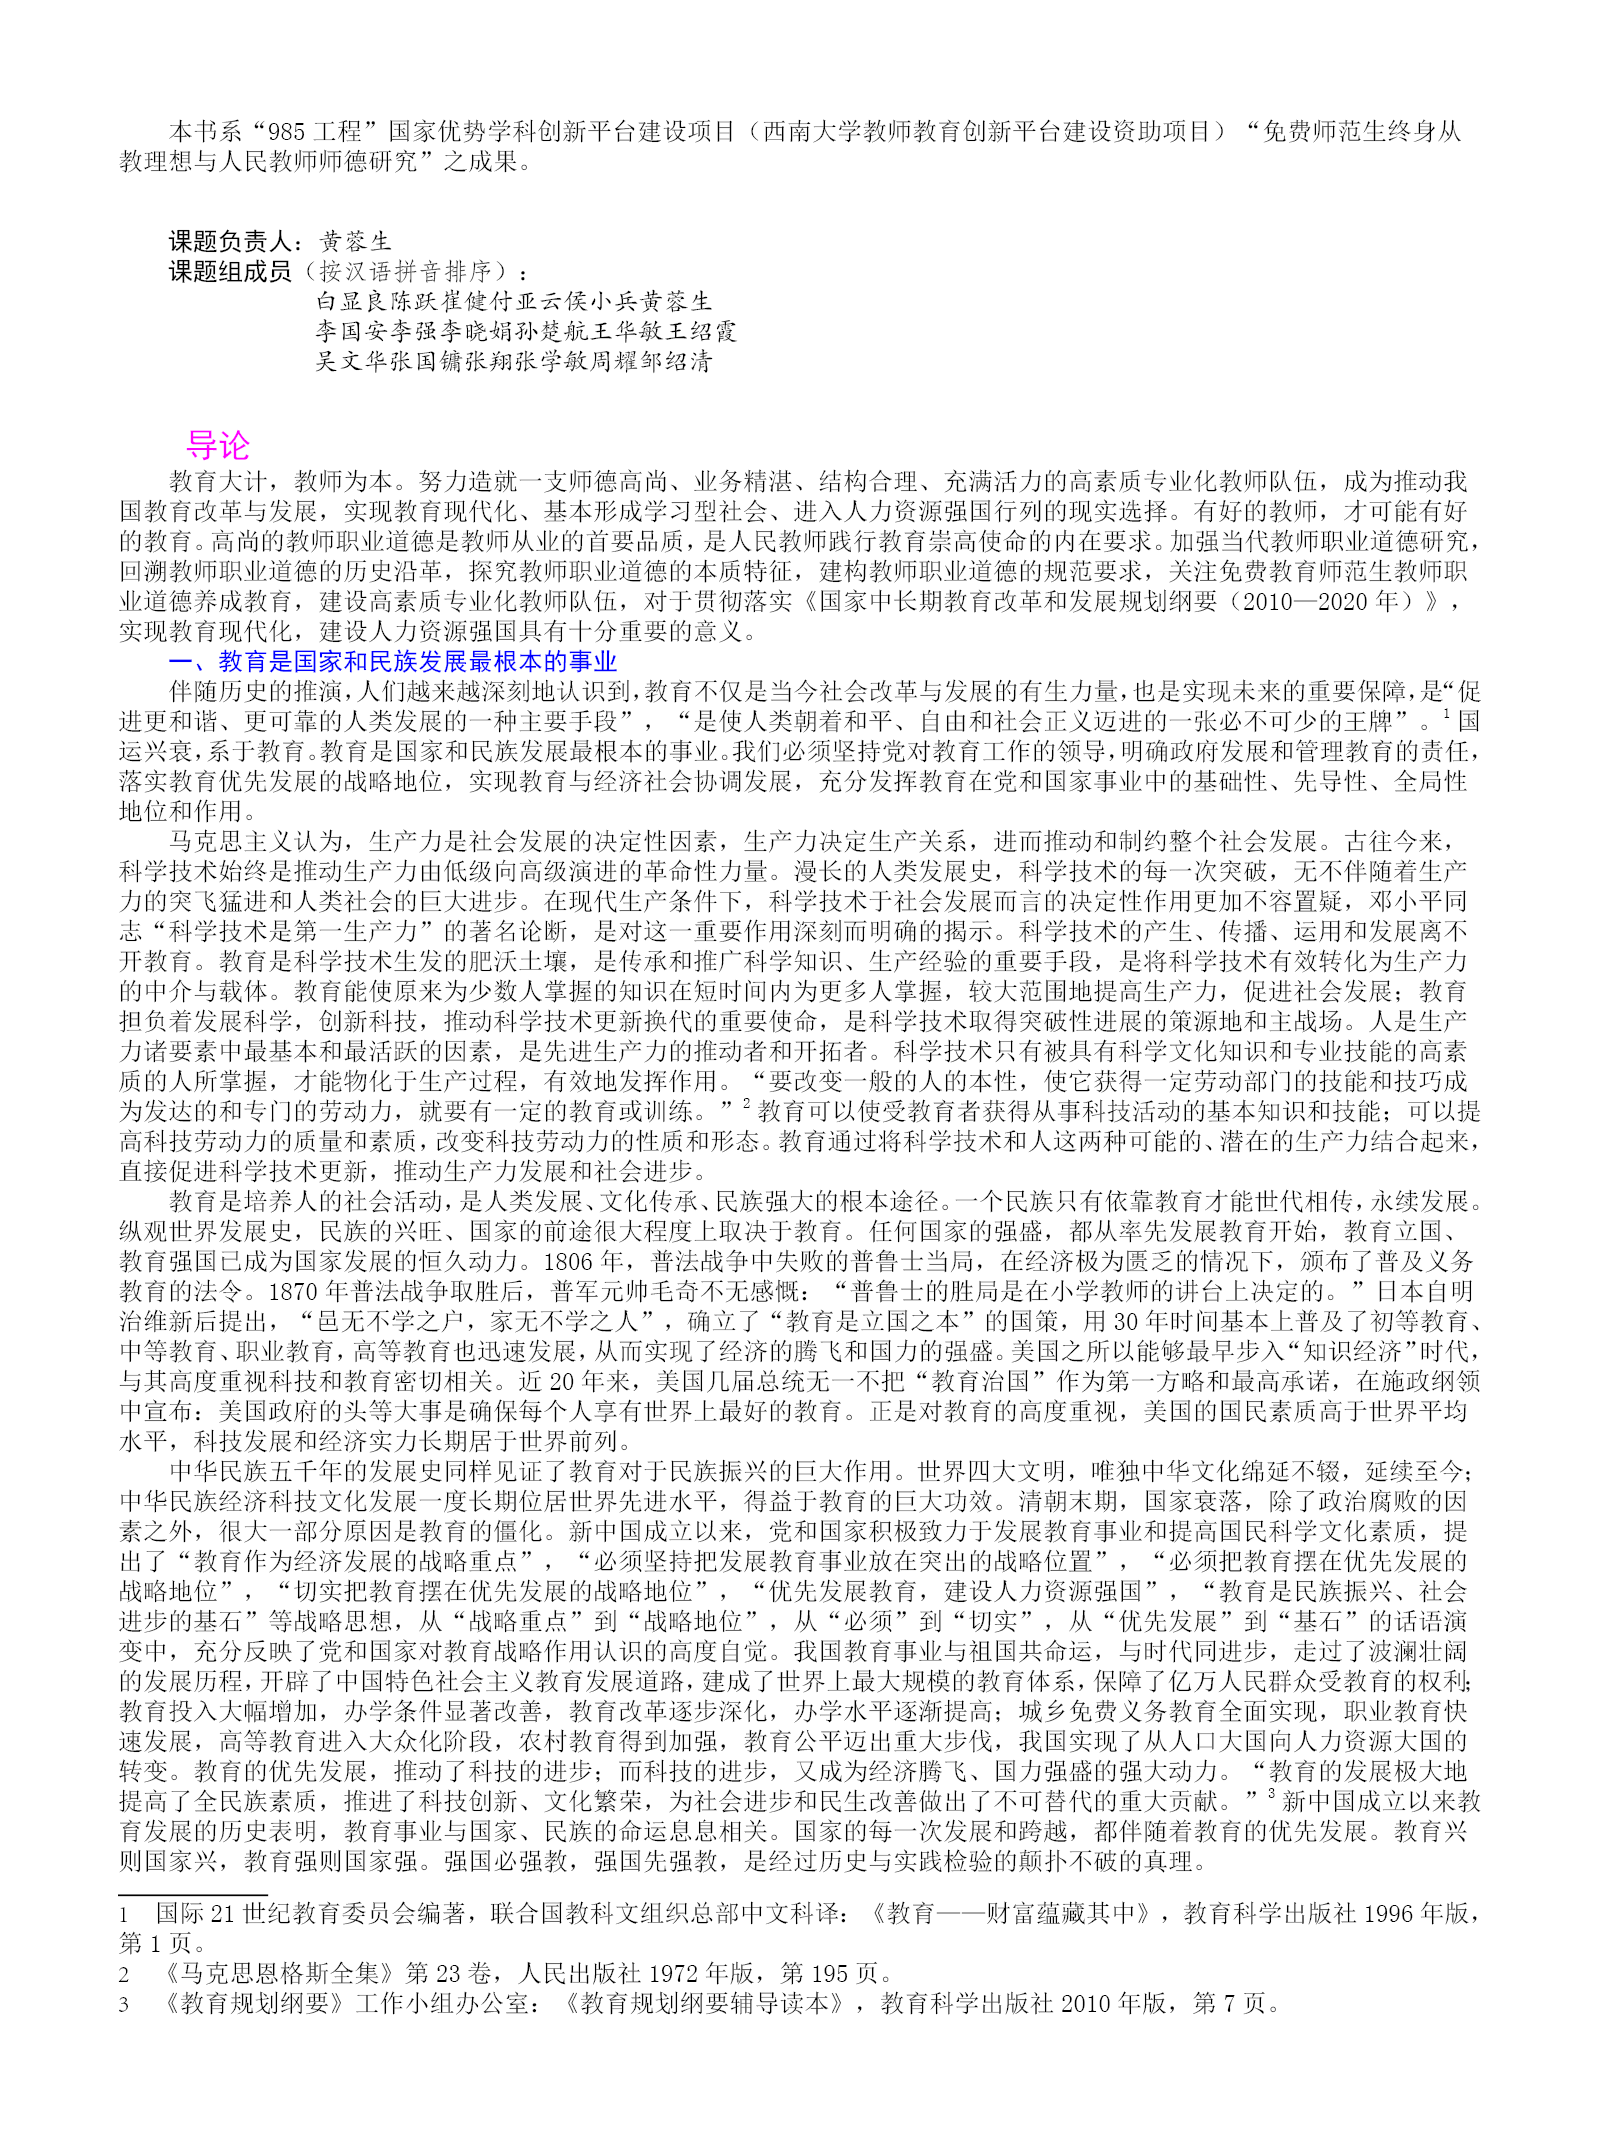 本书系“985 工程”国家优势学科创新平台建设项目（西南大学教师教育创新平台建设资助项目）“免费师范生终身从
教理想与人民教师师德研究”之成果。
课题负责人：黄蓉生
课题组成员（按汉语拼音排序）：
白显良陈跃崔健付亚云侯小兵黄蓉生
李国安李强李晓娟孙楚航王华敏王绍霞
吴文华张国镛张翔张学敏周耀邹绍清
导论
教育大计，教师为本。努力造就一支师德高尚、业务精湛、结构合理、充满活力的高素质专业化教师队伍，成为推动我
国教育改革与发展，实现教育现代化、基本形成学习型社会、进入人力资源强国行列的现实选择。有好的教师，才可能有好
的教育。高尚的教师职业道德是教师从业的首要品质，是人民教师践行教育崇高使命的内在要求。加强当代教师职业道德研究，
回溯教师职业道德的历史沿革，探究教师职业道德的本质特征，建构教师职业道德的规范要求，关注免费教育师范生教师职
业道德养成教育，建设高素质专业化教师队伍，对于贯彻落实《国家中长期教育改革和发展规划纲要（2010—2020 年）》，
实现教育现代化，建设人力资源强国具有十分重要的意义。
一、教育是国家和民族发展最根本的事业
伴随历史的推演，人们越来越深刻地认识到，教育不仅是当今社会改革与发展的有生力量，也是实现未来的重要保障，是“促
进更和谐、更可靠的人类发展的一种主要手段”，“是使人类朝着和平、自由和社会正义迈进的一张必不可少的王牌”。1 国
运兴衰，系于教育。教育是国家和民族发展最根本的事业。我们必须坚持党对教育工作的领导，明确政府发展和管理教育的责任，
落实教育优先发展的战略地位，实现教育与经济社会协调发展，充分发挥教育在党和国家事业中的基础性、先导性、全局性
地位和作用。
马克思主义认为，生产力是社会发展的决定性因素，生产力决定生产关系，进而推动和制约整个社会发展。古往今来，
科学技术始终是推动生产力由低级向高级演进的革命性力量。漫长的人类发展史，科学技术的每一次突破，无不伴随着生产
力的突飞猛进和人类社会的巨大进步。在现代生产条件下，科学技术于社会发展而言的决定性作用更加不容置疑，邓小平同
志“科学技术是第一生产力”的著名论断，是对这一重要作用深刻而明确的揭示。科学技术的产生、传播、运用和发展离不
开教育。教育是科学技术生发的肥沃土壤，是传承和推广科学知识、生产经验的重要手段，是将科学技术有效转化为生产力
的中介与载体。教育能使原来为少数人掌握的知识在短时间内为更多人掌握，较大范围地提高生产力，促进社会发展；教育
担负着发展科学，创新科技，推动科学技术更新换代的重要使命，是科学技术取得突破性进展的策源地和主战场。人是生产
力诸要素中最基本和最活跃的因素，是先进生产力的推动者和开拓者。科学技术只有被具有科学文化知识和专业技能的高素
质的人所掌握，才能物化于生产过程，有效地发挥作用。“要改变一般的人的本性，使它获得一定劳动部门的技能和技巧成
为发达的和专门的劳动力，就要有一定的教育或训练。”2 教育可以使受教育者获得从事科技活动的基本知识和技能；可以提
高科技劳动力的质量和素质，改变科技劳动力的性质和形态。教育通过将科学技术和人这两种可能的、潜在的生产力结合起来，
直接促进科学技术更新，推动生产力发展和社会进步。
教育是培养人的社会活动，是人类发展、文化传承、民族强大的根本途径。一个民族只有依靠教育才能世代相传，永续发展。
纵观世界发展史，民族的兴旺、国家的前途很大程度上取决于教育。任何国家的强盛，都从率先发展教育开始，教育立国、
教育强国已成为国家发展的恒久动力。1806 年，普法战争中失败的普鲁士当局，在经济极为匮乏的情况下，颁布了普及义务
教育的法令。1870 年普法战争取胜后，普军元帅毛奇不无感慨：“普鲁士的胜局是在小学教师的讲台上决定的。”日本自明
治维新后提出，“邑无不学之户，家无不学之人”，确立了“教育是立国之本”的国策，用 30 年时间基本上普及了初等教育、
中等教育、职业教育，高等教育也迅速发展，从而实现了经济的腾飞和国力的强盛。美国之所以能够最早步入“知识经济”时代，
与其高度重视科技和教育密切相关。近 20 年来，美国几届总统无一不把“教育治国”作为第一方略和最高承诺，在施政纲领
中宣布：美国政府的头等大事是确保每个人享有世界上最好的教育。正是对教育的高度重视，美国的国民素质高于世界平均
水平，科技发展和经济实力长期居于世界前列。
中华民族五千年的发展史同样见证了教育对于民族振兴的巨大作用。世界四大文明，唯独中华文化绵延不辍，延续至今；
中华民族经济科技文化发展一度长期位居世界先进水平，得益于教育的巨大功效。清朝末期，国家衰落，除了政治腐败的因
素之外，很大一部分原因是教育的僵化。新中国成立以来，党和国家积极致力于发展教育事业和提高国民科学文化素质，提
出了“教育作为经济发展的战略重点”，“必须坚持把发展教育事业放在突出的战略位置”，“必须把教育摆在优先发展的
战略地位”，“切实把教育摆在优先发展的战略地位”，“优先发展教育，建设人力资源强国”，“教育是民族振兴、社会
进步的基石”等战略思想，从“战略重点”到“战略地位”，从“必须”到“切实”，从“优先发展”到“基石”的话语演
变中，充分反映了党和国家对教育战略作用认识的高度自觉。我国教育事业与祖国共命运，与时代同进步，走过了波澜壮阔
的发展历程，开辟了中国特色社会主义教育发展道路，建成了世界上最大规模的教育体系，保障了亿万人民群众受教育的权利；
教育投入大幅增加，办学条件显著改善，教育改革逐步深化，办学水平逐渐提高；城乡免费义务教育全面实现，职业教育快
速发展，高等教育进入大众化阶段，农村教育得到加强，教育公平迈出重大步伐，我国实现了从人口大国向人力资源大国的
转变。教育的优先发展，推动了科技的进步；而科技的进步，又成为经济腾飞、国力强盛的强大动力。“教育的发展极大地
提高了全民族素质，推进了科技创新、文化繁荣，为社会进步和民生改善做出了不可替代的重大贡献。”3 新中国成立以来教
育发展的历史表明，教育事业与国家、民族的命运息息相关。国家的每一次发展和跨越，都伴随着教育的优先发展。教育兴
则国家兴，教育强则国家强。强国必强教，强国先强教，是经过历史与实践检验的颠扑不破的真理。
1 国际 21 世纪教育委员会编著，联合国教科文组织总部中文科译：《教育——财富蕴藏其中》，教育科学出版社 1996 年版，
第 1 页。
2 《马克思恩格斯全集》第 23 卷，人民出版社 1972 年版，第 195 页。
3 《教育规划纲要》工作小组办公室：《教育规划纲要辅导读本》，教育科学出版社 2010 年版，第 7 页。